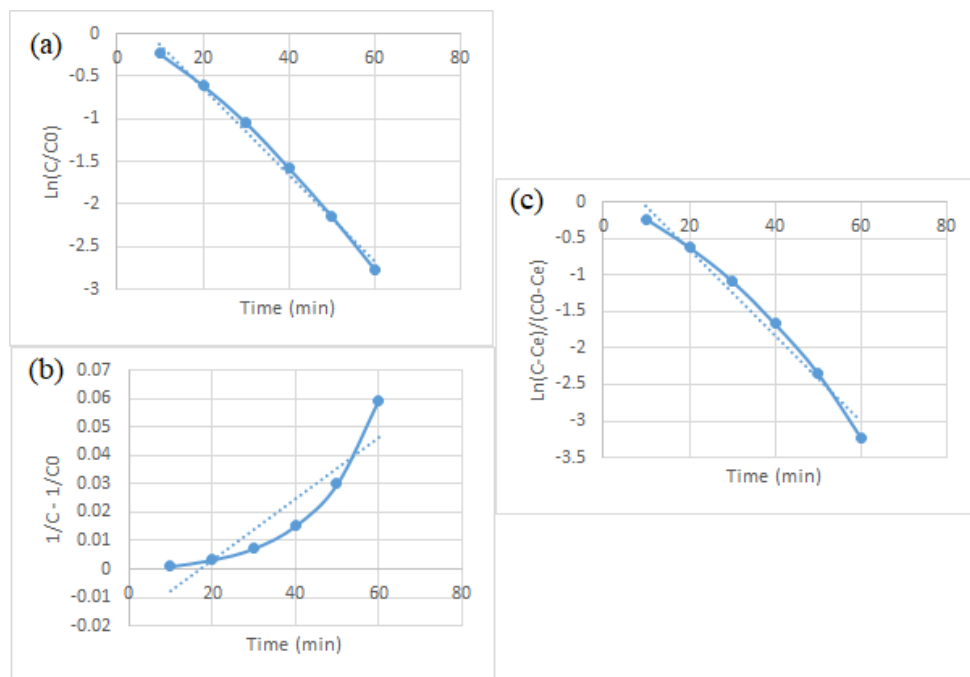 (a)
0
0 20 40 60 80
-0.5
-1
-1.5
-2
-2.5
-3
Ln(C/C0)
Time (min)
(b)
0.07
0.06
0.05
0.04
0.03
0.02
0.01
0
0 20 40 60 80
-0.01
-0.02
1/C - 1/C0
Time (min)
(c)
0
0 20 40 60 80
-0.5
-1
-1.5
-2
-2.5
-3
-3.5
Ln(C-Ce)/(C0-Ce)
Time (min)